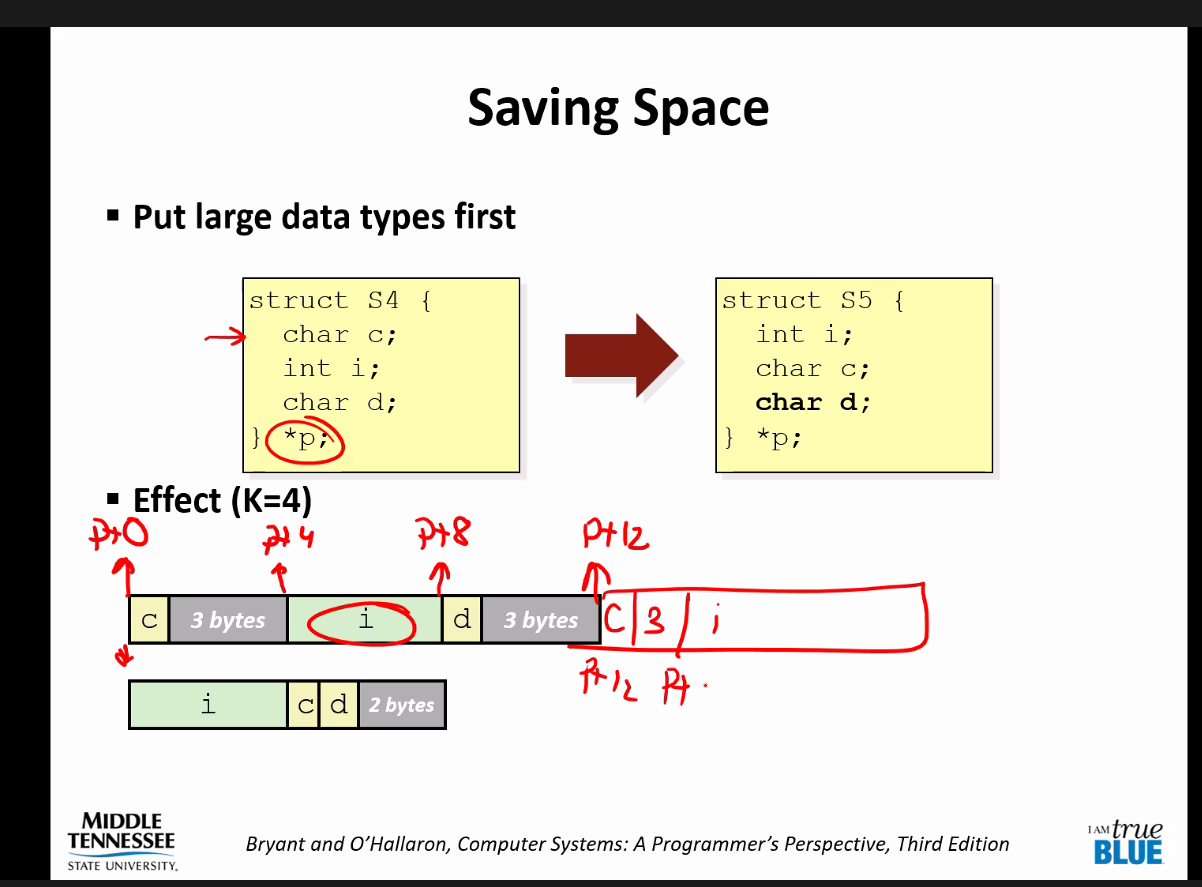 Saving Space
▪ Put large data types first
struct S4 {
char c;
int i;
char d;
} *p;
struct S5 {
int i;
char c;
char d;
} *p;
▪ Effect (K=4)
p+0 p+4 p+8 p+12
c 3 bytes i d 3 bytes C 3 i
p+12 p+
i c d 2 bytes
MIDDLE
TENNESSEE
STATE UNIVERSITY.
Bryant and O’Hallaron, Computer Systems: A Programmer’s Perspective, Third Edition
I AM true
BLUE